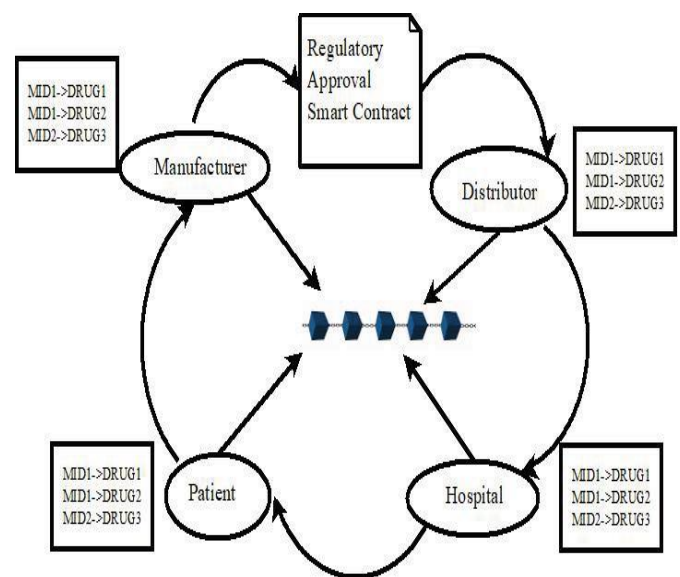 Regulatory
Approval
Smart Contract
MID1->DRUG1
MID1->DRUG2
MID2->DRUG3
Manufacturer
Distributor
MID1->DRUG1
MID1->DRUG2
MID2->DRUG3
MID1->DRUG1
MID1->DRUG2
MID2->DRUG3
Patient
Hospital
MID1->DRUG1
MID1->DRUG2
MID2->DRUG3